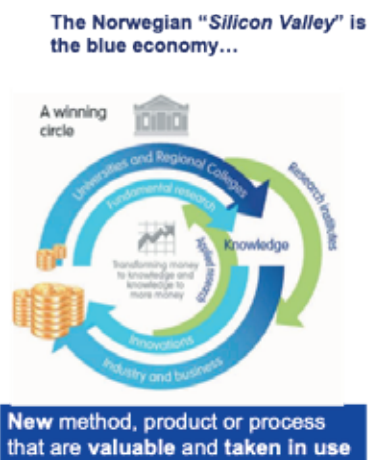 The Norwegian “Silicon Valley” is
the blue economy…
A winning
circle
Universities and Regional Colleges
Research institutes
Fundamental research
Knowledge
Applied research
Transforming money
to knowledge and
knowledge to
more money
Innovations
Industry and business
New method, product or process
that are valuable and taken in use